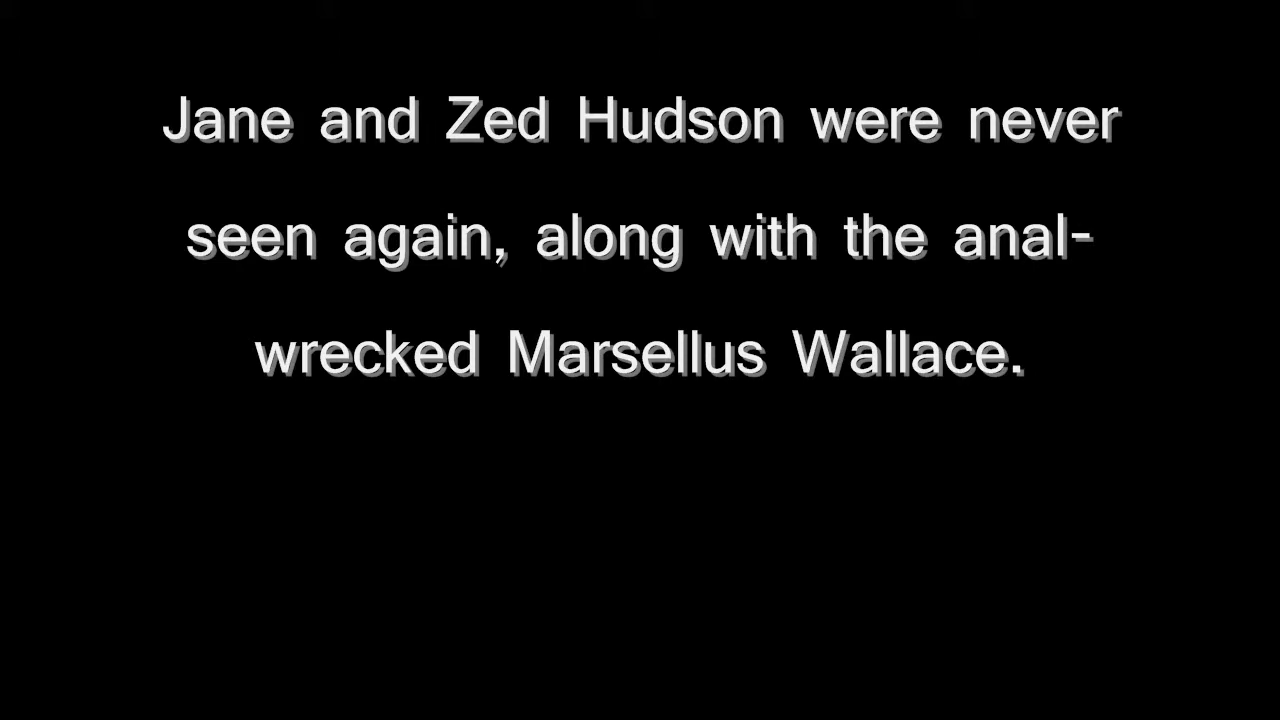 Jane and Zed Hudson were never
seen again, along with the anal-
wrecked Marsellus Wallace.